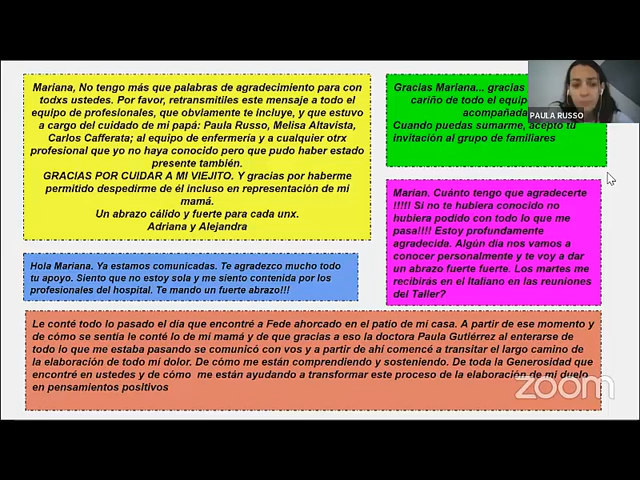 Mariana, No tengo más que palabras de agradecimiento para con
todxs ustedes. Por favor, retransmitiles este mensaje a todo el
equipo de profesionales, que obviamente te incluye, y que estuvo
a cargo del cuidado de mi papá: Paula Russo, Melisa Altavista,
Carlos Cafferata; al equipo de enfermería y a cualquier otrx
profesional que yo no haya conocido pero que pudo haber estado
presente también.
GRACIAS POR CUIDAR A MI VIEJITO. Y gracias por haberme
permitido despedirme de él incluso en representación de mi
mamá.
Un abrazo cálido y fuerte para cada unx.
Adriana y Alejandra
Gracias Mariana... gracias
cariño de todo el equip
acompañada
Cuando puedas sumarme, acepto tu
invitación al grupo de familiares
PAULA RUSSO
Marian. Cuánto tengo que agradecerte
!!!!! Si no te hubiera conocido no
hubiera podido con todo lo que me
pasa!!!! Estoy profundamente
agradecida. Algún día nos vamos a
conocer personalmente y te voy a dar
un abrazo fuerte fuerte. Los martes me
recibirás en el Italiano en las reuniones
del Taller?
Hola Mariana. Ya estamos comunicadas. Te agradezco mucho todo
tu apoyo. Siento que no estoy sola y me siento contenida por los
profesionales del hospital. Te mando un fuerte abrazo!!!
Le conté todo lo pasado el día que encontré a Fede ahorcado en el patio de mi casa. A partir de ese momento y
de cómo se sentía le conté lo de mi mamá y de que gracias a eso la doctora Paula Gutiérrez al enterarse de
todo lo que me estaba pasando se comunicó con vos y a partir de ahí comencé a transitar el largo camino de
la elaboración de todo mi dolor. De cómo me están comprendiendo y sosteniendo. De toda la Generosidad que
encontré en ustedes y de cómo me están ayudando a transformar este proceso de la elaboración de mi duelo
en pensamientos positivos
zoom